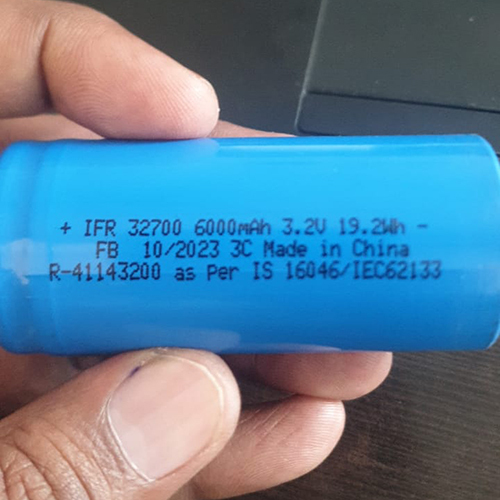 + IFR 32700 6000mAh 3.2V 19.2Wh -
FB 10/2023 3C Made in China
R-41143200 as Per IS 16046/IEC62133